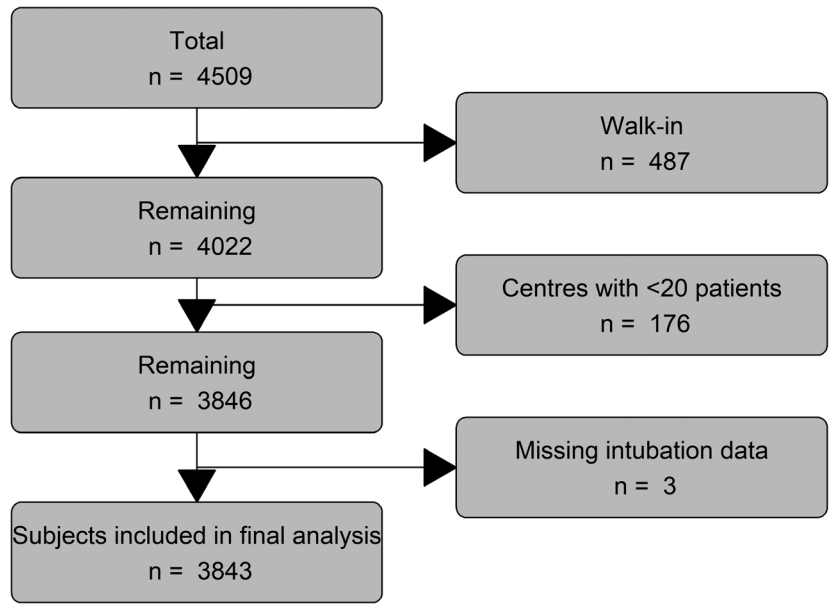 Total
n = 4509
Walk-in
n = 487
Remaining
n = 4022
Centres with <20 patients
n = 176
Remaining
n = 3846
Missing intubation data
n = 3
Subjects included in final analysis
n = 3843